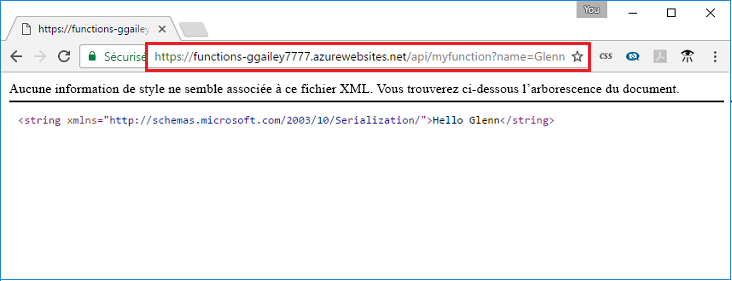 You
https://functions-ggailey
Sécurisé https://functions-ggailey7777.azurewebsites.net/api/myfunction?name=Glenn css
Aucune information de style ne semble associée à ce fichier XML. Vous trouverez ci-dessous l’arborescence du document.
<string xmlns="http://schemas.microsoft.com/2003/10/Serialization/">Hello Glenn</string>